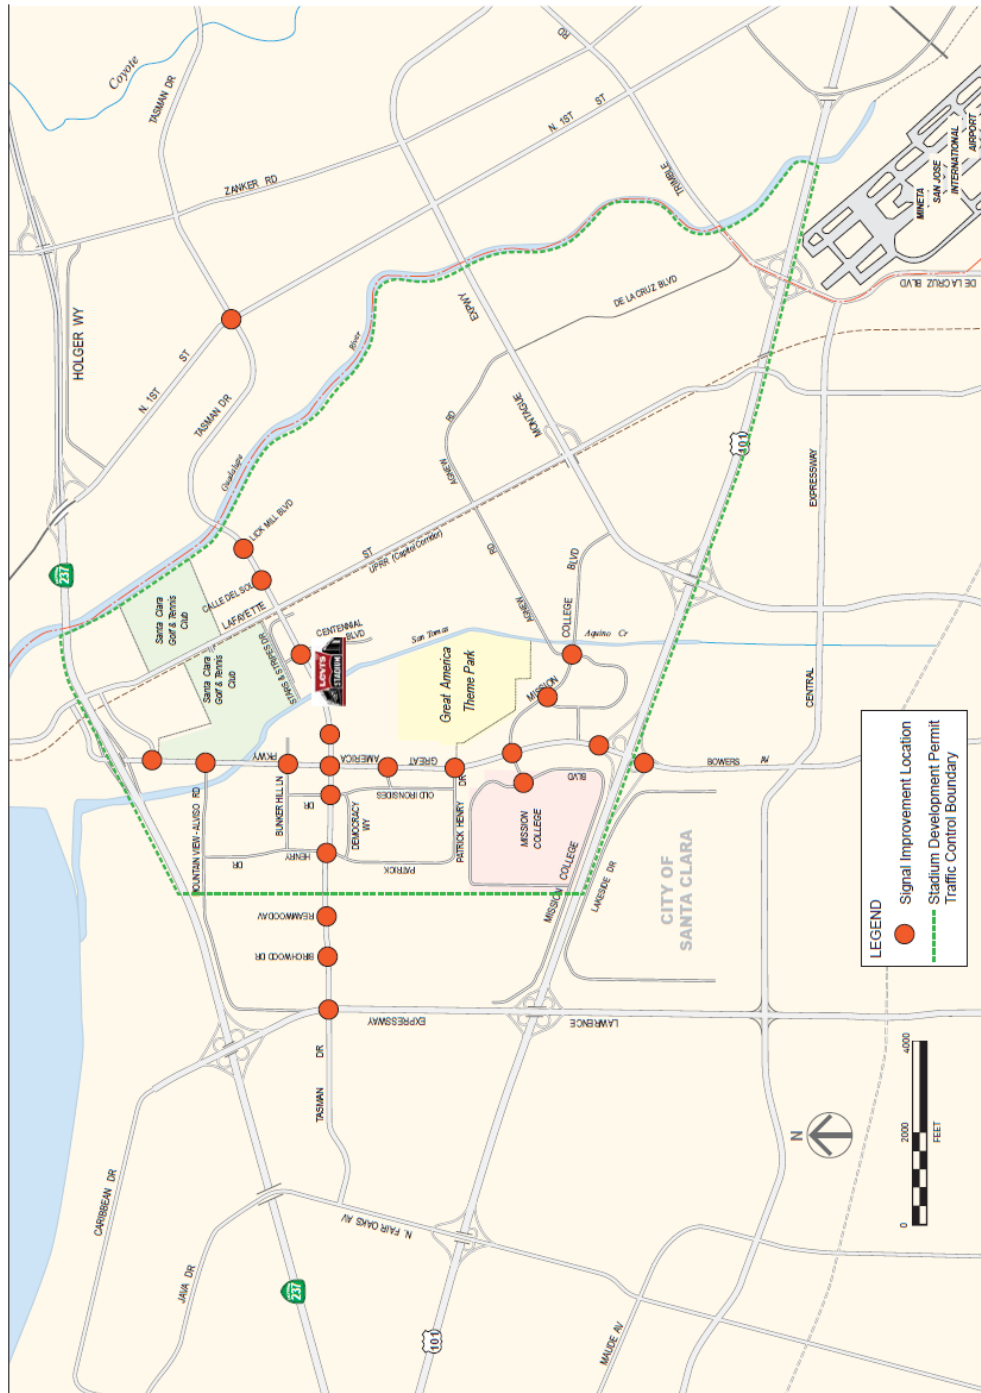 Coyote
TASMAN DR
ZANKER RD
N. 1ST ST
RD
TRIMBLE
MINETA
SAN JOSE
INTERNATIONAL
AIRPORT
HOLGER WY
N. 1ST ST
TASMAN DR
River
Guadalupe
EXPWY
MONTAGUE
DE LA CRUZ BLVD
DE LA CRUZ BLVD
AGNEW RD
AGNEW RD
101
EXPRESSWAY
CENTRAL
237
LICK MILL BLVD
CALLE DEL SOL
LAFAYETTE ST
UPRR (Capitol Corridor)
Santa Clara
Golf & Tennis
Club
Santa Clara
Golf & Tennis
Club
STARS & STRIPES DR
CENTENNIAL
BLVD
LEVI'S
STADIUM
San Tomas
Aquino Cr
Great America
Theme Park
MISSION COLLEGE BLVD
GREAT AMERICA PKWY
BOWERS AV
MOUNTAIN VIEW - ALVISO RD
BUNKER HILL LN
OLD IRONSIDES DR
DEMOCRACY
WY
PATRICK HENRY DR
PATRICK HENRY DR
MISSION
COLLEGE
MISSION COLLEGE BLVD
LAKESIDE DR
CITY OF
SANTA CLARA
REAMWOOD AV
BIRCHWOOD DR
LAWRENCE EXPRESSWAY
TASMAN DR
CARIBBEAN DR
JAVA DR
N. FAIR OAKS AV
237
101
MAUDE AV
N
LEGEND
Signal Improvement Location
Stadium Development Permit
Traffic Control Boundary
0 2000 4000
FEET